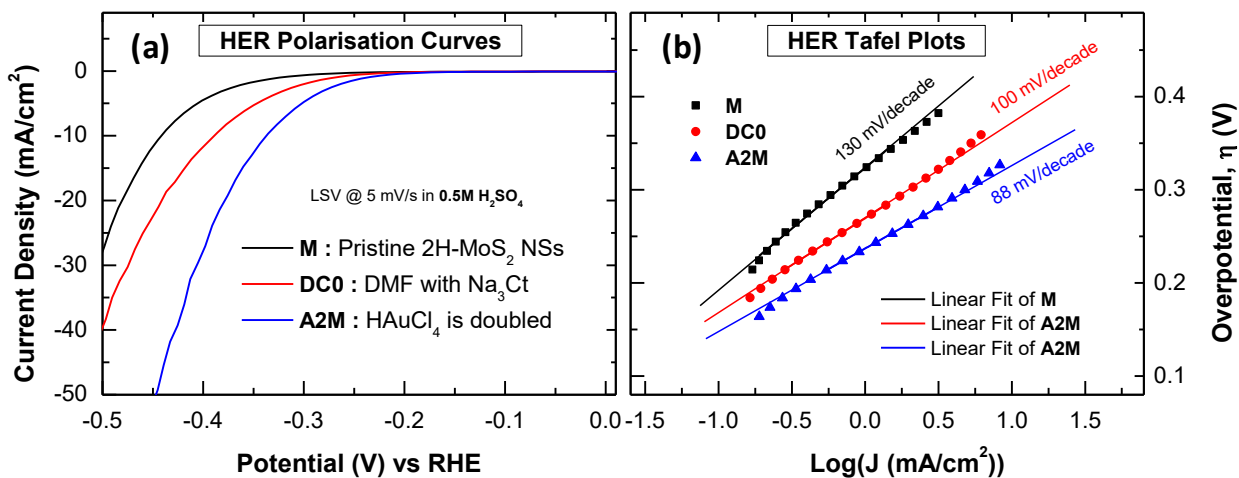 (a)
HER Polarisation Curves
Current Density (mA/cm²)
0
-10
-20
-30
-40
-50
LSV @ 5 mV/s in 0.5M H₂SO₄
M : Pristine 2H-MoS₂ NSs
DC0 : DMF with Na₃Ct
A2M : HAuCl₄ is doubled
-0.5 -0.4 -0.3 -0.2 -0.1 0.0
Potential (V) vs RHE
(b)
HER Tafel Plots
M
DC0
A2M
130 mV/decade
100 mV/decade
88 mV/decade
Linear Fit of M
Linear Fit of A2M
Linear Fit of A2M
0.4
0.3
0.2
0.1
Overpotential, η (V)
-1.5 -1.0 -0.5 0.0 0.5 1.0 1.5
Log(J (mA/cm²))